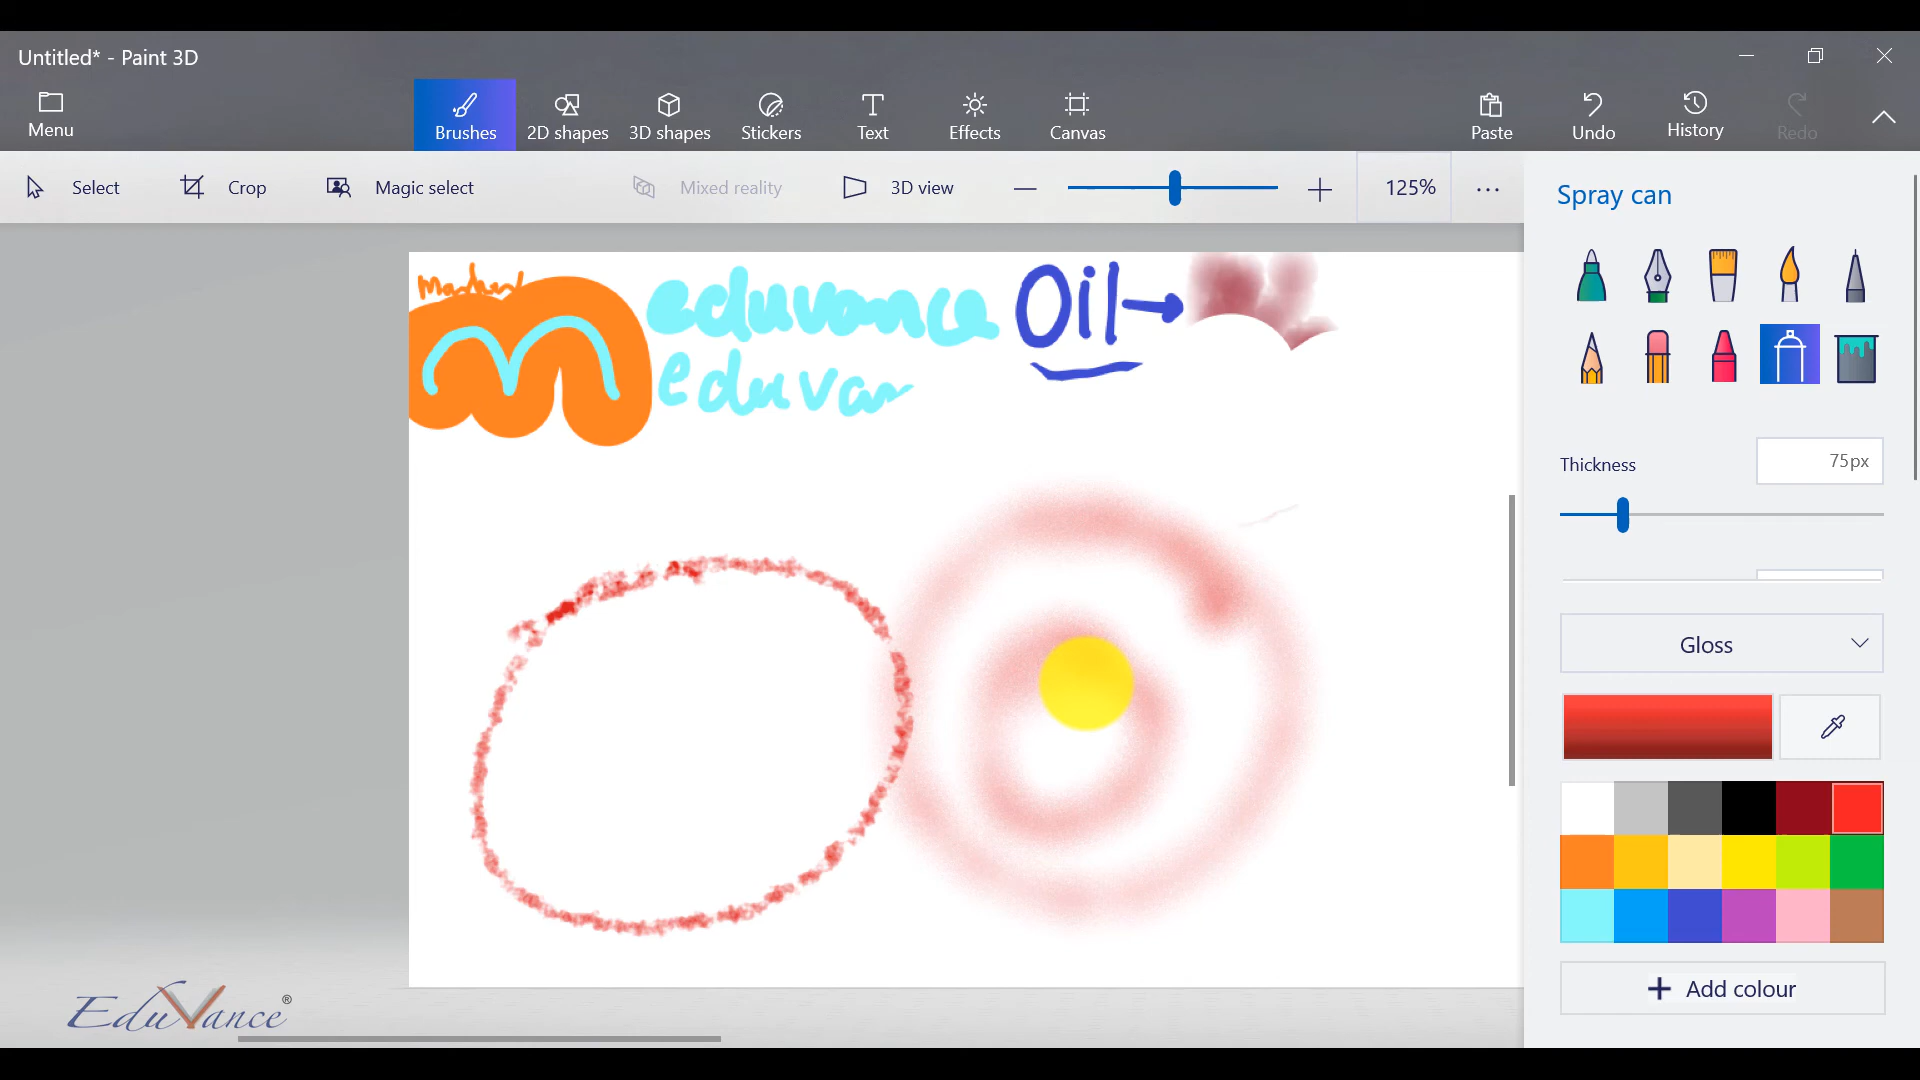 Untitled* - Paint 3D
Menu
Brushes
2D shapes
3D shapes
Stickers
Text
Effects
Canvas
Paste
Undo
History
Redo
Select
Crop
Magic select
Mixed reality
3D view
125%
...
Spray can
Thickness
75px
Gloss
Add colour
eduvance
Oil
eduvan
EduVance®